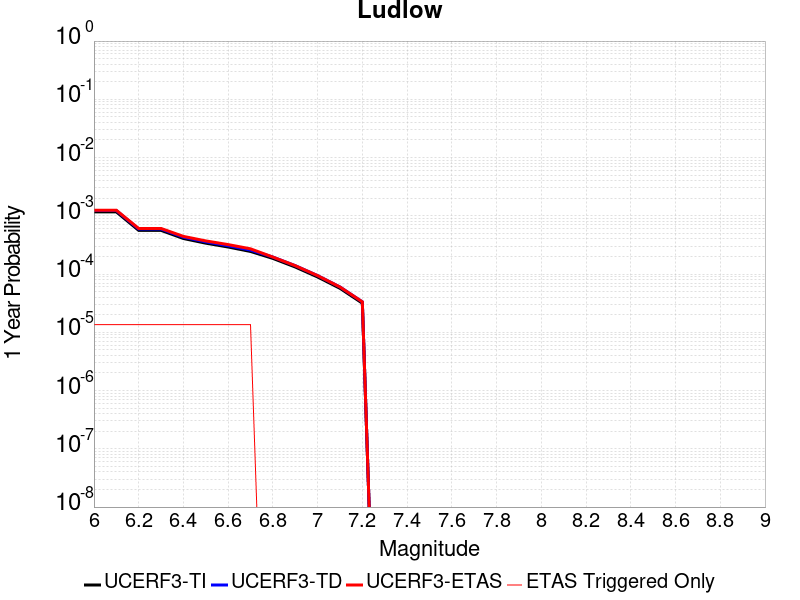 Ludlow
10^0
10^-1
10^-2
10^-3
10^-4
10^-5
10^-6
10^-7
10^-8
1 Year Probability
6 6.2 6.4 6.6 6.8 7 7.2 7.4 7.6 7.8 8 8.2 8.4 8.6 8.8 9
Magnitude
UCERF3-TI UCERF3-TD UCERF3-ETAS ETAS Triggered Only